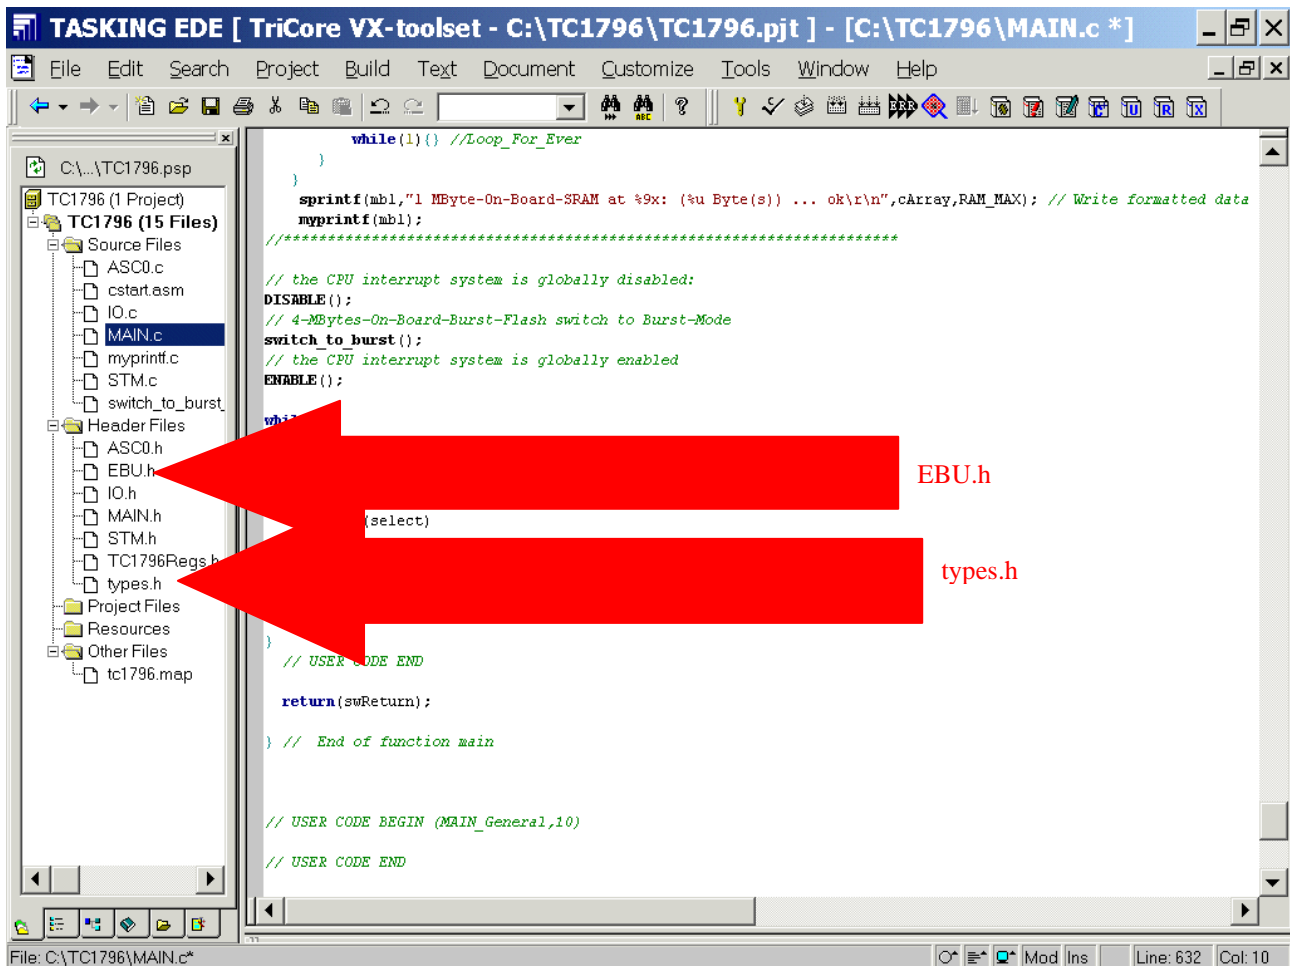 TASKING EDE [ TriCore VX-toolset - C:\TC1796\TC1796.pjt ] - [C:\TC1796\MAIN.c *]
File Edit Search Project Build Text Document Customize Tools Window Help
C:\...\TC1796.psp
TC1796 (1 Project)
TC1796 (15 Files)
Source Files
ASC0.c
cstart.asm
IO.c
MAIN.c
myprintf.c
STM.c
switch_to_burst_
Header Files
ASC0.h
EBU.h
IO.h
MAIN.h
STM.h
TC1796Regs.h
types.h
Project Files
Resources
Other Files
tc1796.map
while(1){} //Loop_For_Ever
}
}
sprintf(mbl,"1 MByte-On-Board-SRAM at %9x: (%u Byte(s)) ... ok\r\n",cArray,RAM_MAX); // Write formatted data
myprintf(mbl);
//**********************************************************************
// the CPU interrupt system is globally disabled:
DISABLE();
// 4-MBytes-On-Board-Burst-Flash switch to Burst-Mode
switch_to_burst();
// the CPU interrupt system is globally enabled
ENABLE();
(select)
}
// USER CODE END
return(swReturn);
} // End of function main
// USER CODE BEGIN (MAIN_General,10)
// USER CODE END
EBU.h
types.h
File: C:\TC1796\MAIN.c*
Mod Ins Line: 632 Col: 10